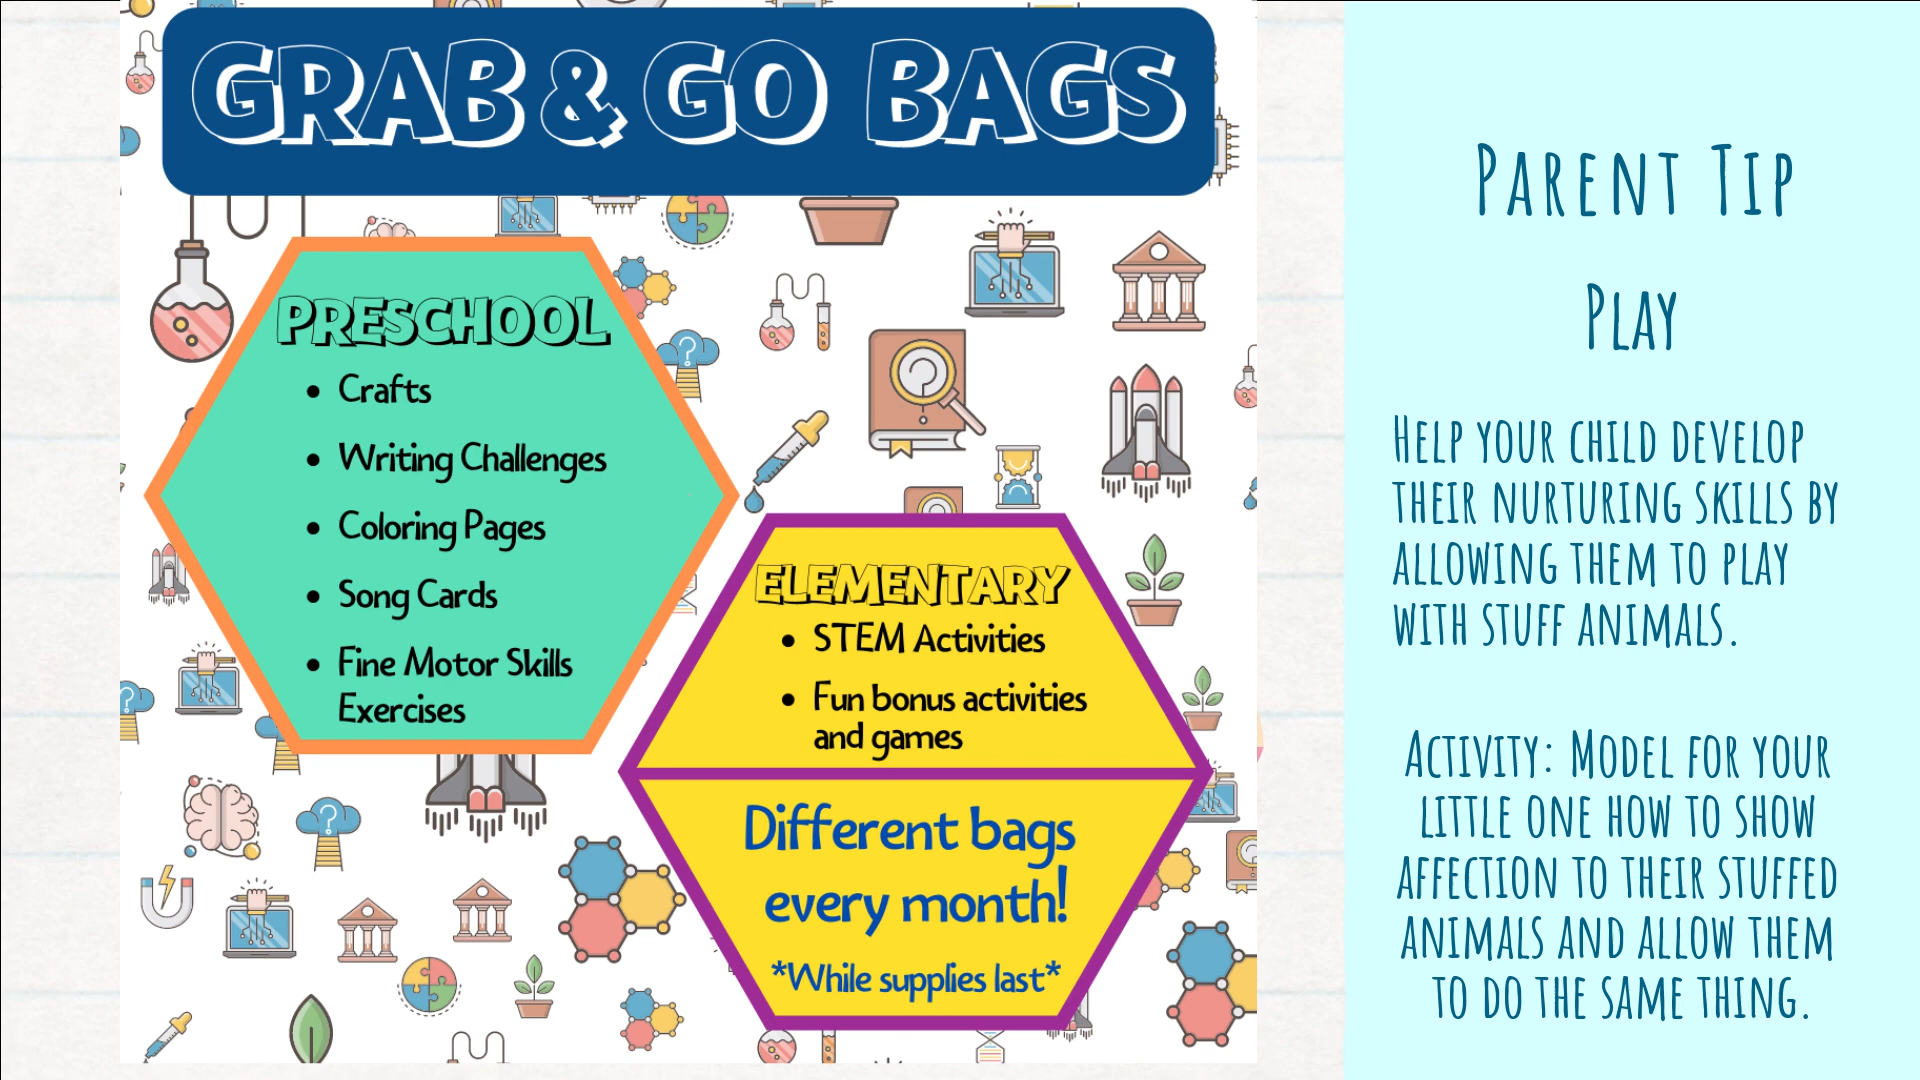 GRAB & GO BAGS
PRESCHOOL
• Crafts
• Writing Challenges
• Coloring Pages
• Song Cards
• Fine Motor Skills
Exercises
ELEMENTARY
• STEM Activities
• Fun bonus activities
and games
Different bags
every month!
*While supplies last*
PARENT TIP
PLAY
HELP YOUR CHILD DEVELOP
THEIR NURTURING SKILLS BY
ALLOWING THEM TO PLAY
WITH STUFF ANIMALS.
ACTIVITY: MODEL FOR YOUR
LITTLE ONE HOW TO SHOW
AFFECTION TO THEIR STUFFED
ANIMALS AND ALLOW THEM
TO DO THE SAME THING.